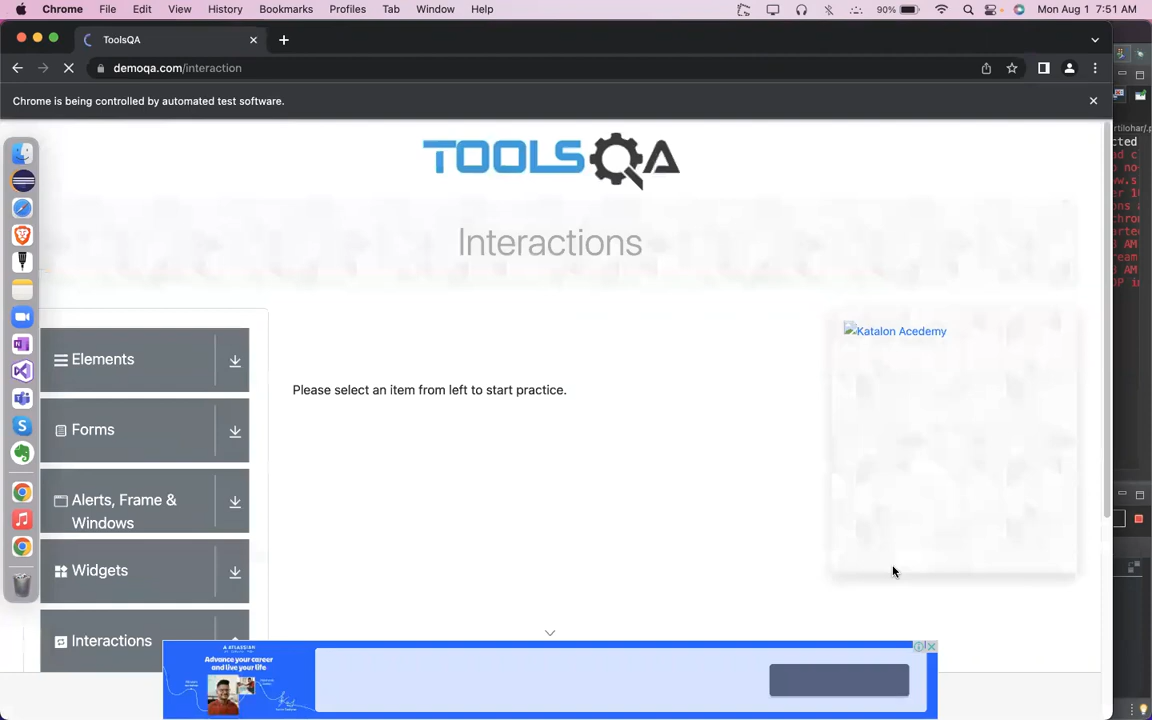 Chrome File Edit View History Bookmarks Profiles Tab Window Help 90% Mon Aug 1 7:51 AM
ToolsQA
demoqa.com/interaction
Chrome is being controlled by automated test software.
TOOLSQA
Interactions
Katalon Acedemy
Elements
Please select an item from left to start practice.
Forms
Alerts, Frame &
Windows
Widgets
Interactions
ATLASSIAN
Advance your career
and live your life